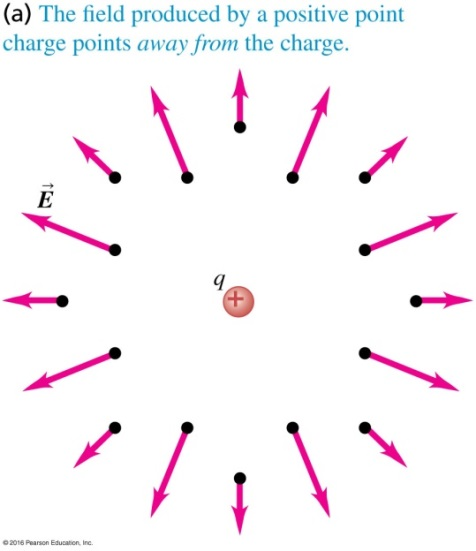 (a) The field produced by a positive point
charge points away from the charge.
E⃗
q
+
© 2016 Pearson Education, Inc.